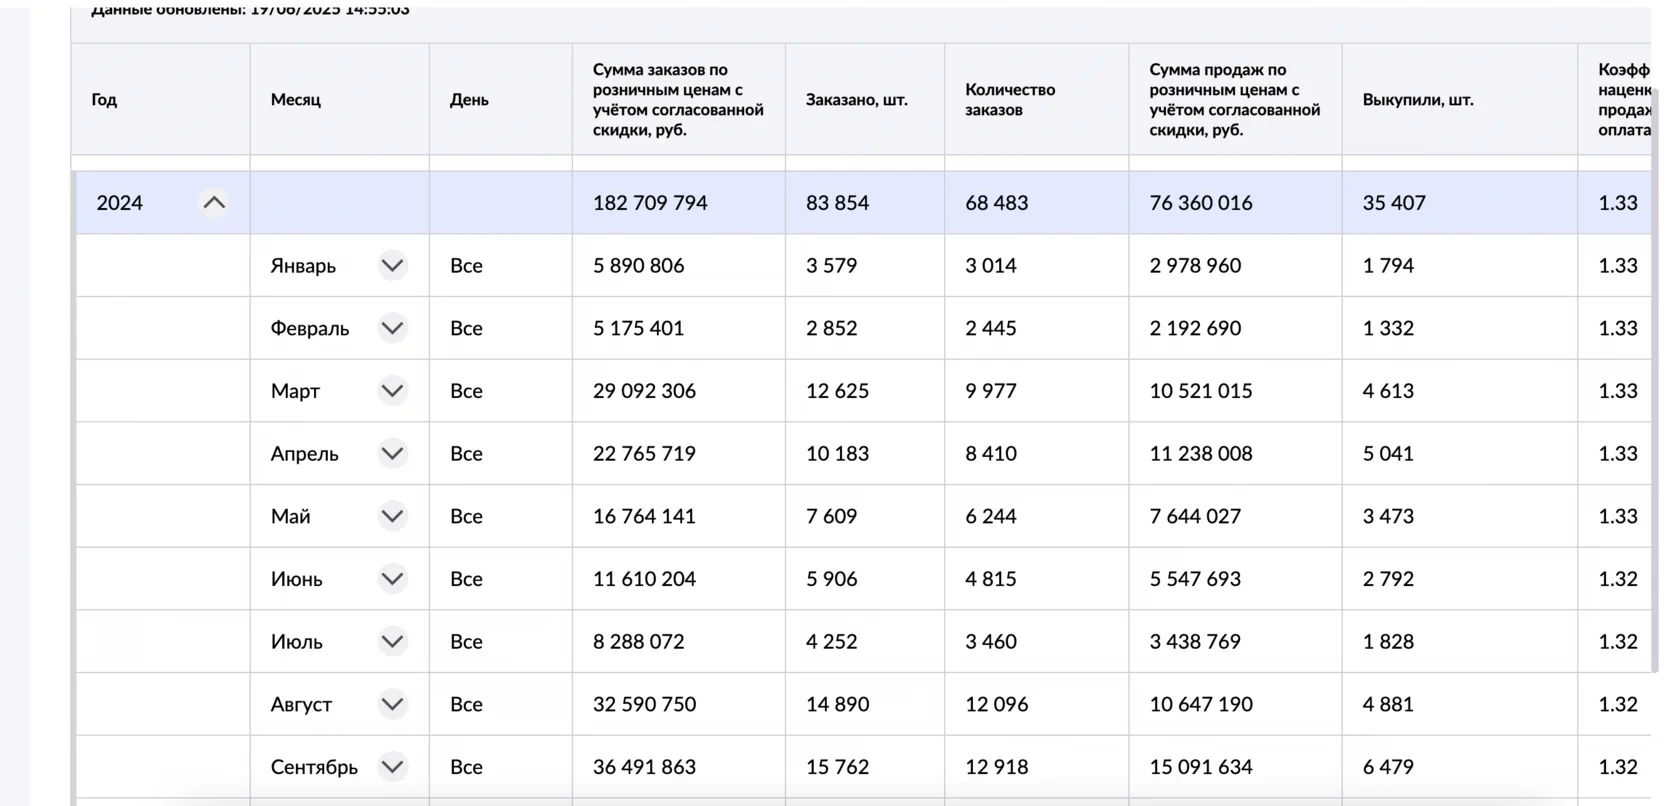 Данные обновлены: 19/06/2025 14:55:03
Год Месяц День Сумма заказов по розничным ценам с учётом согласованной скидки, руб. Заказано, шт. Количество заказов Сумма продаж по розничным ценам с учётом согласованной скидки, руб. Выкупили, шт. Коэфф наценк продаж оплата
2024 182 709 794 83 854 68 483 76 360 016 35 407 1.33
Январь Все 5 890 806 3 579 3 014 2 978 960 1 794 1.33
Февраль Все 5 175 401 2 852 2 445 2 192 690 1 332 1.33
Март Все 29 092 306 12 625 9 977 10 521 015 4 613 1.33
Апрель Все 22 765 719 10 183 8 410 11 238 008 5 041 1.33
Май Все 16 764 141 7 609 6 244 7 644 027 3 473 1.33
Июнь Все 11 610 204 5 906 4 815 5 547 693 2 792 1.32
Июль Все 8 288 072 4 252 3 460 3 438 769 1 828 1.32
Август Все 32 590 750 14 890 12 096 10 647 190 4 881 1.32
Сентябрь Все 36 491 863 15 762 12 918 15 091 634 6 479 1.32